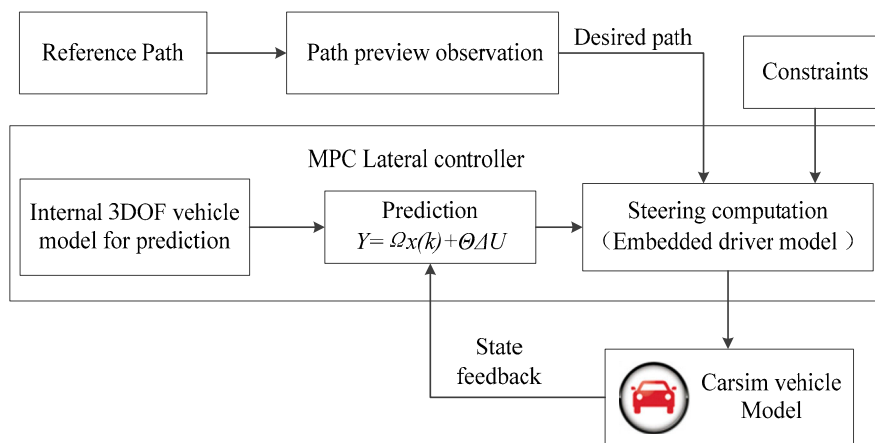 Reference Path
Path preview observation
Desired path
Constraints
MPC Lateral controller
Internal 3DOF vehicle
model for prediction
Prediction
Y= Ωx(k)+ΘΔU
Steering computation
（Embedded driver model ）
State
feedback
Carsim vehicle
Model